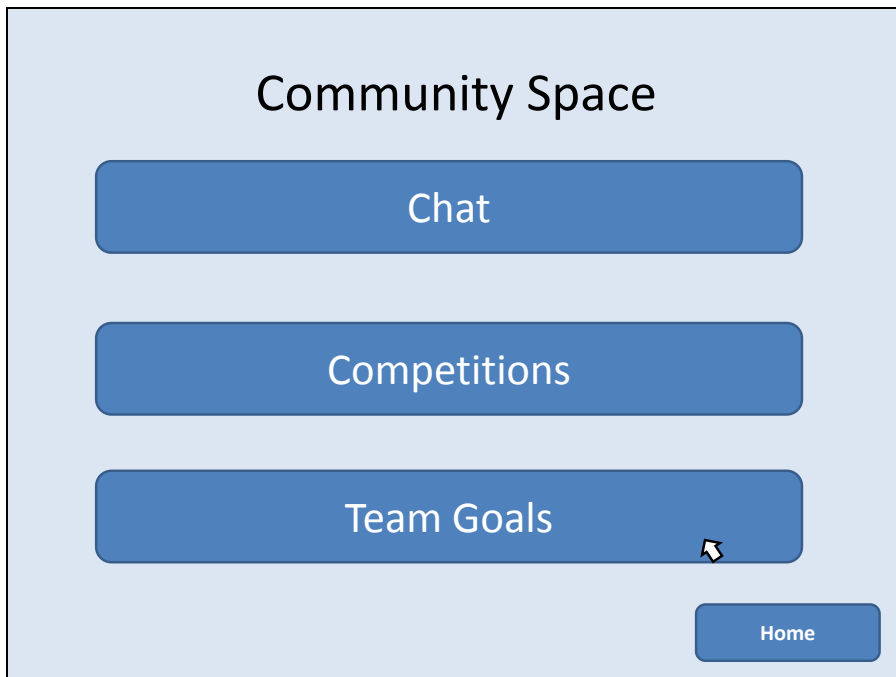 Community Space
Chat
Competitions
Team Goals
Home